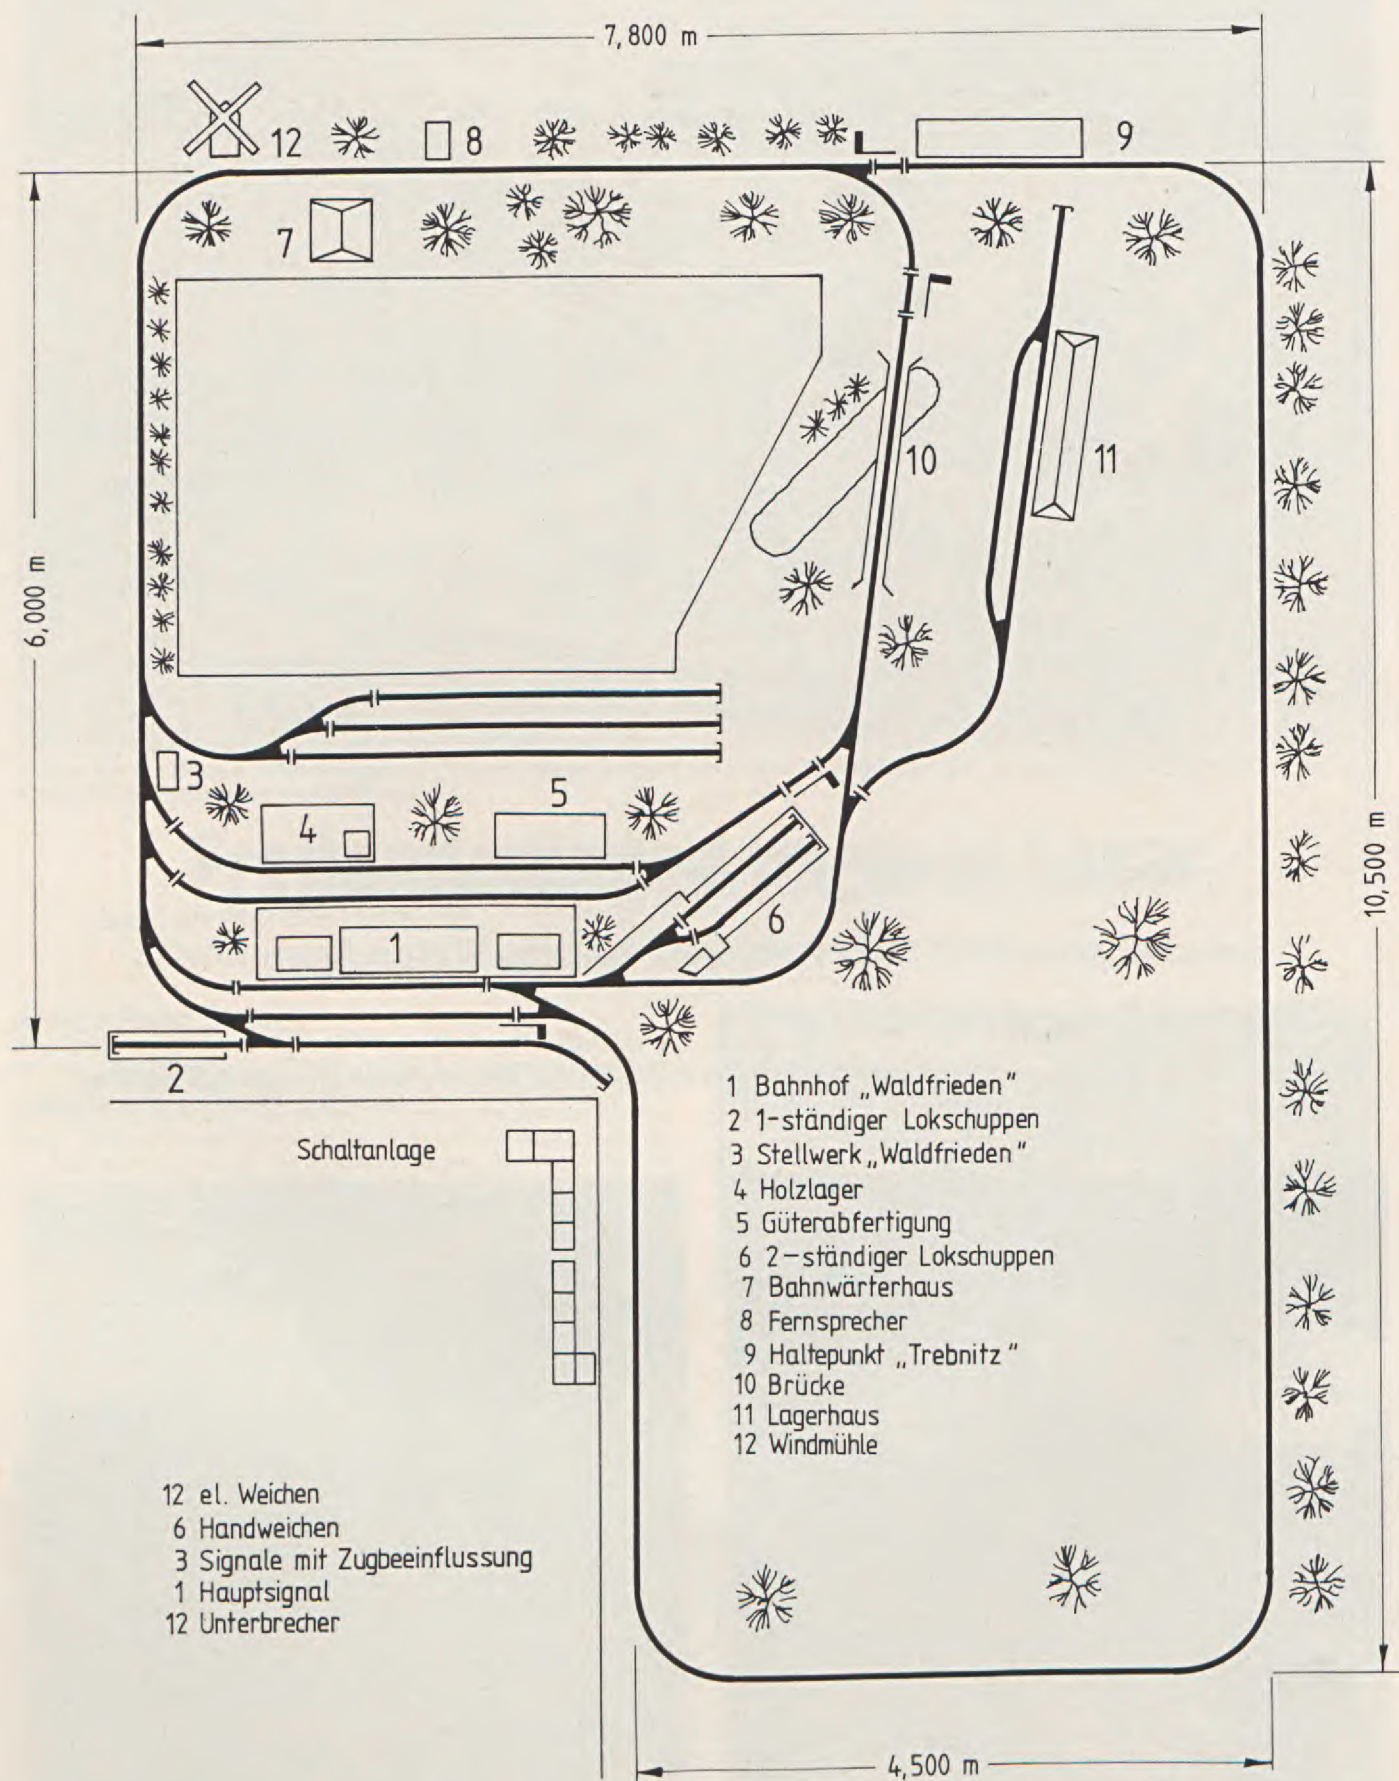 7,800 m
12
8
9
7
10
11
6,000 m
3
4
5
10,500 m
1
6
2
Schaltanlage
1 Bahnhof „Waldfrieden“
2 1-ständiger Lokschuppen
3 Stellwerk „Waldfrieden“
4 Holzlager
5 Güterabfertigung
6 2-ständiger Lokschuppen
7 Bahnwärterhaus
8 Fernsprecher
9 Haltepunkt „Trebnitz“
10 Brücke
11 Lagerhaus
12 Windmühle
12 el. Weichen
6 Handweichen
3 Signale mit Zugbeeinflussung
1 Hauptsignal
12 Unterbrecher
4,500 m